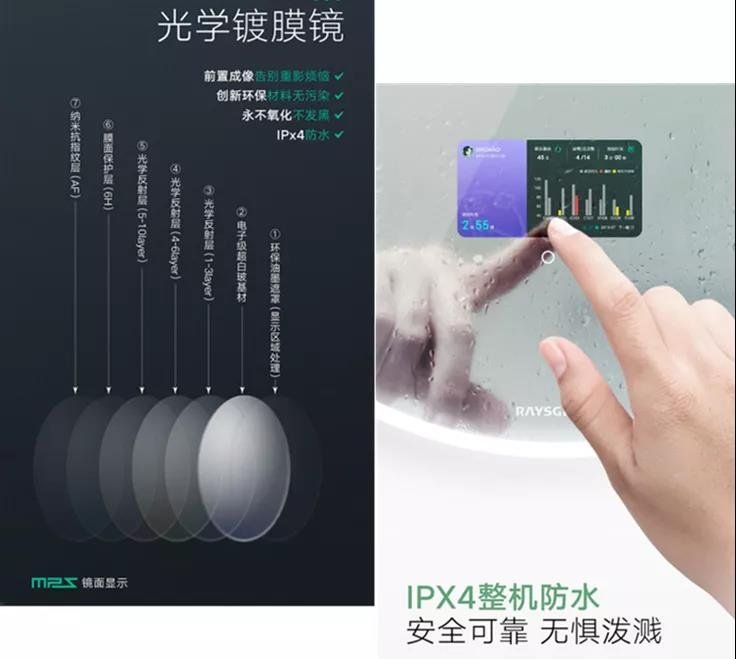 光学镀膜镜
前置成像告别重影烦恼
创新环保材料无污染
永不氧化不发黑
IPx4防水
⑦纳米抗指纹层(AF)
⑥膜面保护层(6H)
⑤光学反射层(5-10layer)
④光学反射层(4-6layer)
③光学反射层(1-3layer)
②电子级超白玻基材
①环保油墨遮罩(显示区域处理)
镜面显示
45
4/14
2
55
RAYSG
IPX4整机防水
安全可靠 无惧泼溅